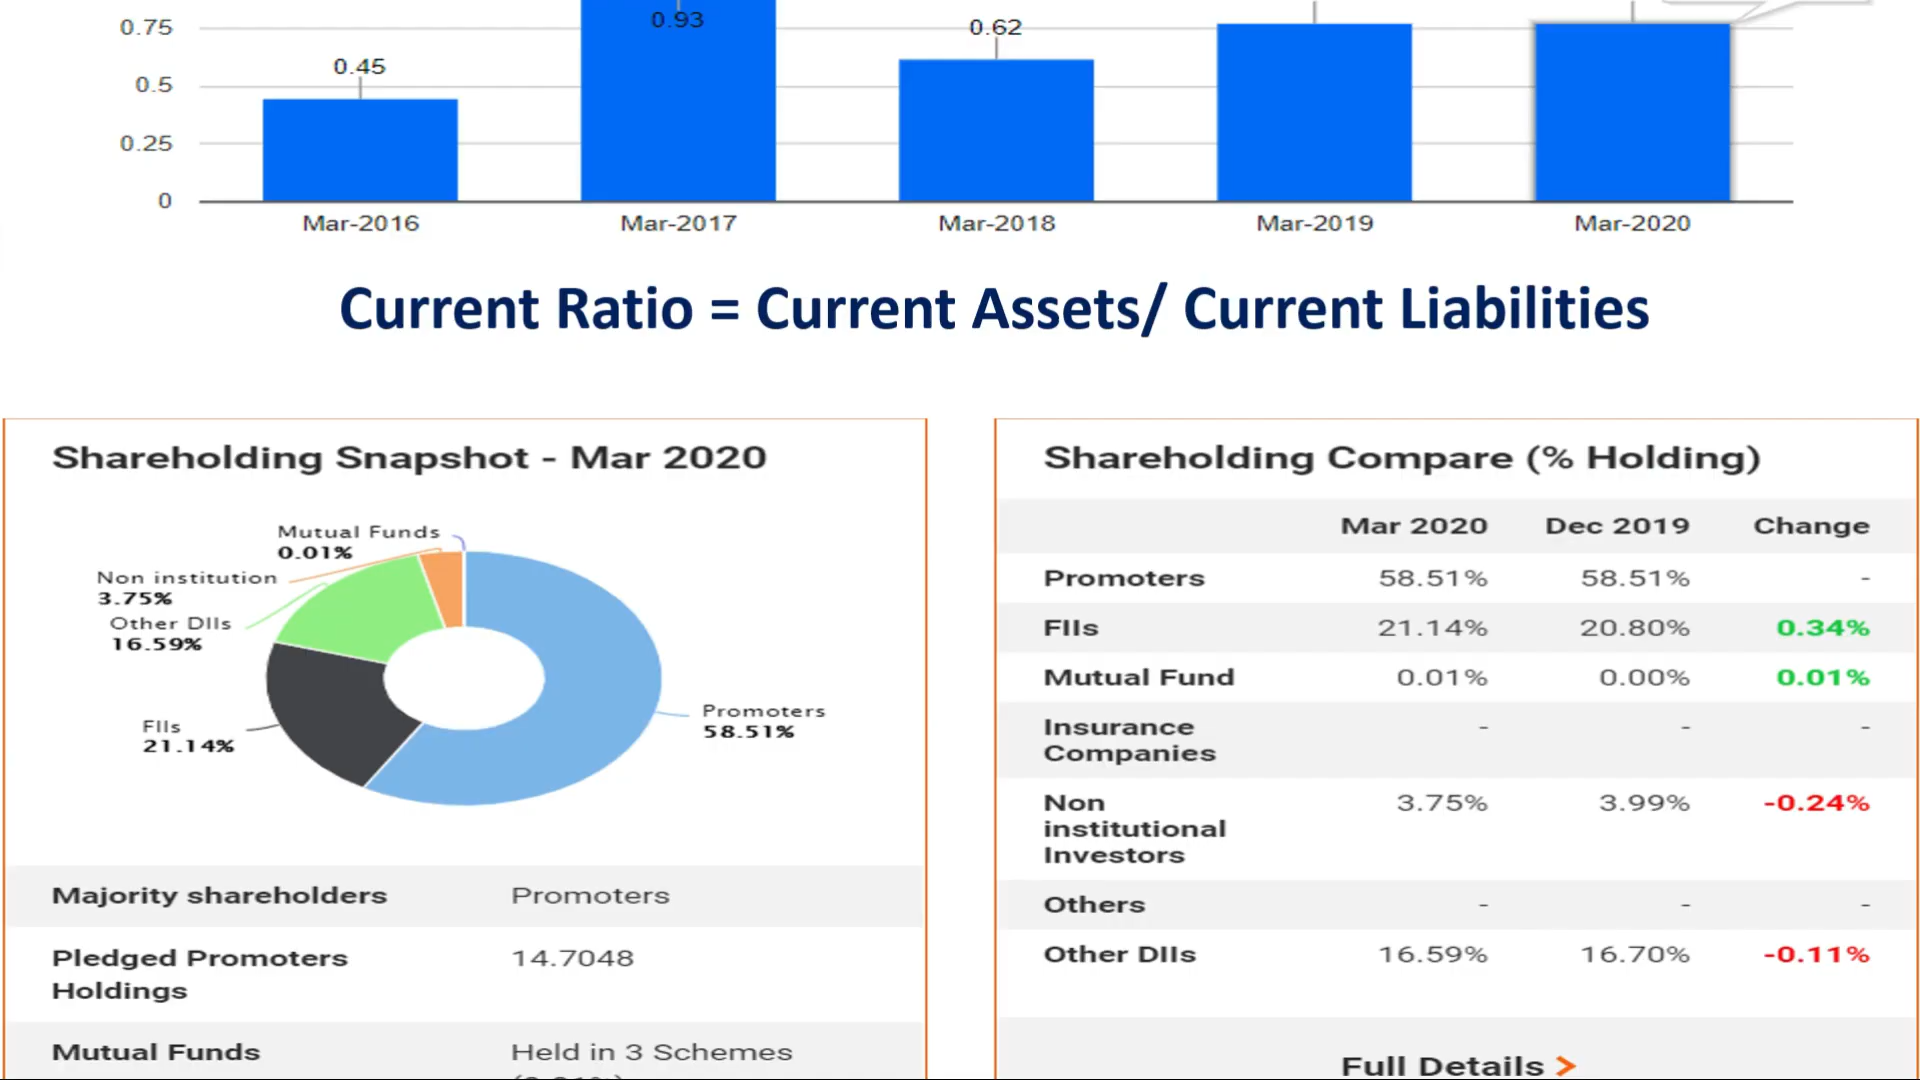 0.75
0.93
0.62
0.45
0.5
0.25
0
Mar-2016
Mar-2017
Mar-2018
Mar-2019
Mar-2020
Current Ratio = Current Assets/ Current Liabilities
Shareholding Snapshot - Mar 2020
Mutual Funds
0.01%
Non institution
3.75%
Other DIIs
16.59%
FIIs
21.14%
Promoters
58.51%
Majority shareholders Promoters
Pledged Promoters 14.7048
Holdings
Mutual Funds Held in 3 Schemes
Shareholding Compare (% Holding)
Mar 2020 Dec 2019 Change
Promoters 58.51% 58.51% -
FIIs 21.14% 20.80% 0.34%
Mutual Fund 0.01% 0.00% 0.01%
Insurance - - -
Companies
Non 3.75% 3.99% -0.24%
institutional
Investors
Others - - -
Other DIIs 16.59% 16.70% -0.11%
Full Details >